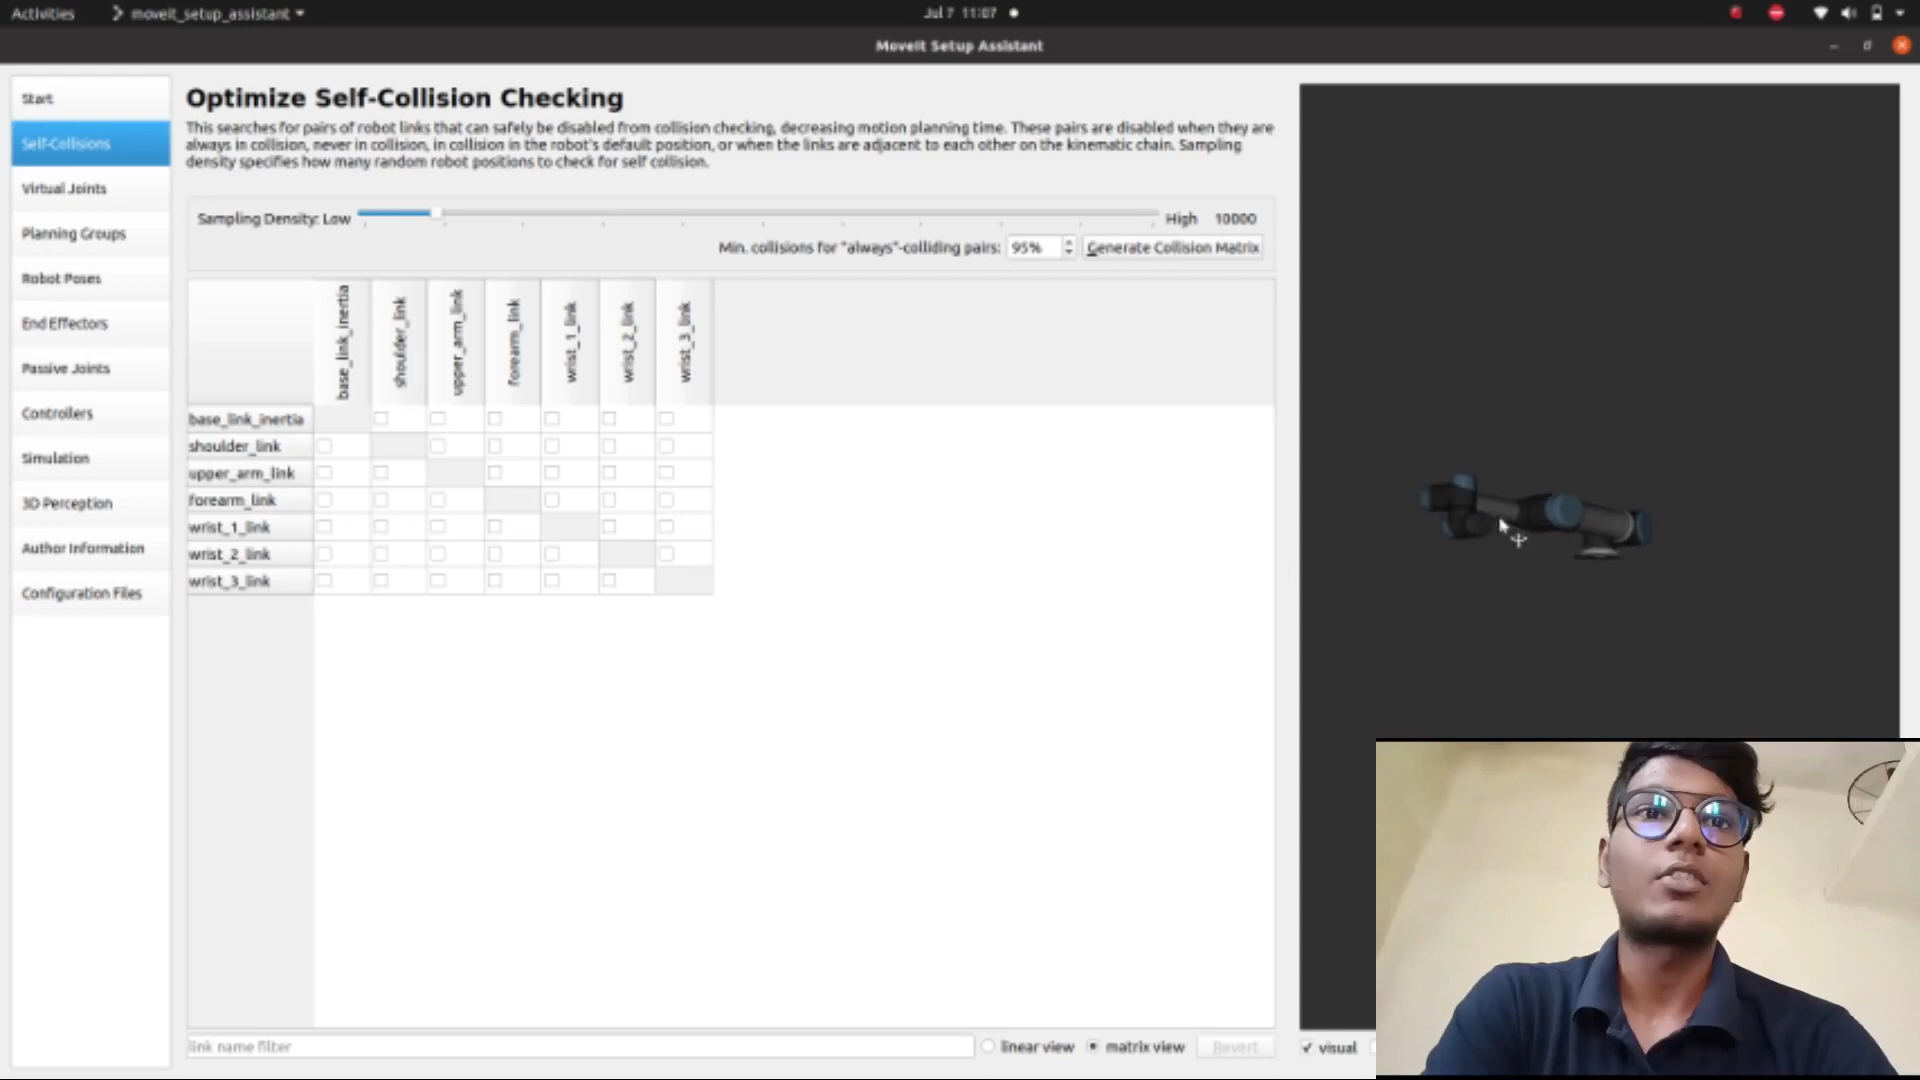 Activities
moveit_setup_assistant
Jul 7 11:07
MoveIt Setup Assistant
Start
Self-Collisions
Virtual Joints
Planning Groups
Robot Poses
End Effectors
Passive Joints
Controllers
Simulation
3D Perception
Author Information
Configuration Files
Optimize Self-Collision Checking
This searches for pairs of robot links that can safely be disabled from collision checking, decreasing motion planning time. These pairs are disabled when they are
always in collision, never in collision, in collision in the robot's default position, or when the links are adjacent to each other on the kinematic chain. Sampling
density specifies how many random robot positions to check for self collision.
Sampling Density: Low
High 10000
Min. collisions for "always"-colliding pairs: 95% Generate Collision Matrix
base_link_inertia
shoulder_link
upper_arm_link
forearm_link
wrist_1_link
wrist_2_link
wrist_3_link
base_link_inertia
shoulder_link
upper_arm_link
forearm_link
wrist_1_link
wrist_2_link
wrist_3_link
link name filter
linear view
matrix view
Revert
visual